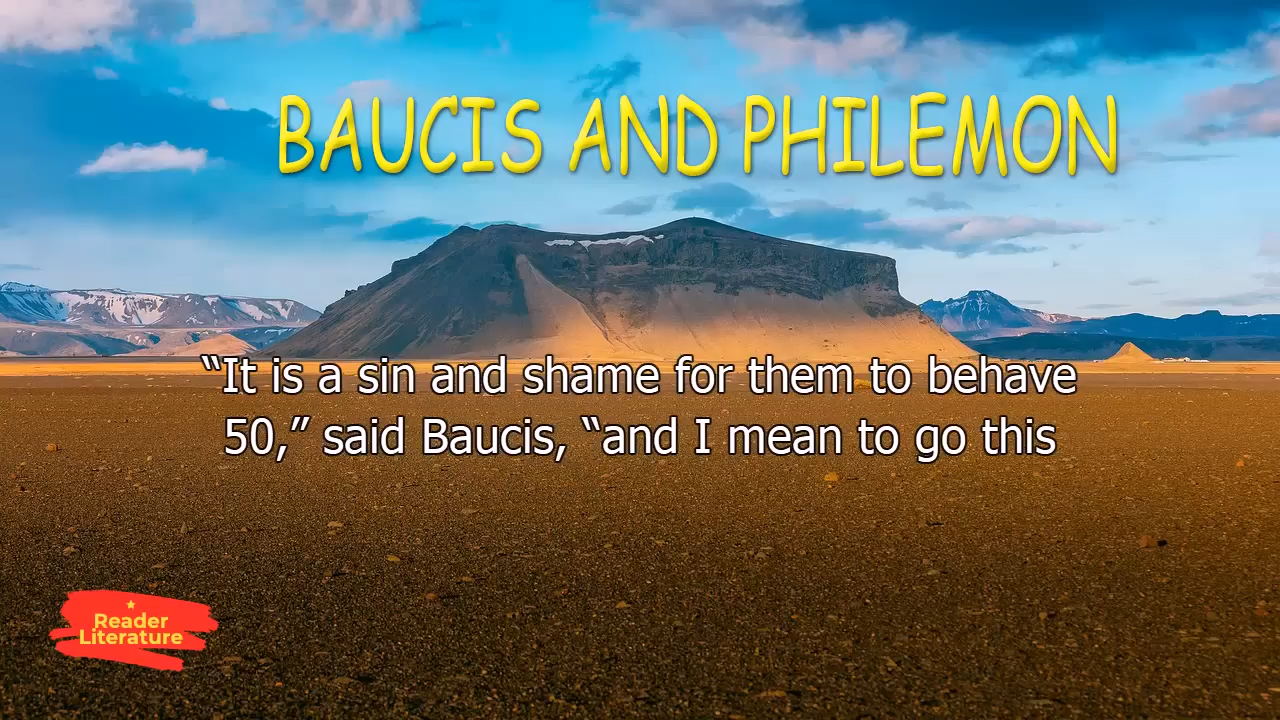 BAUCIS AND PHILEMON
“It is a sin and shame for them to behave
50,” said Baucis, “and I mean to go this
Reader
Literature